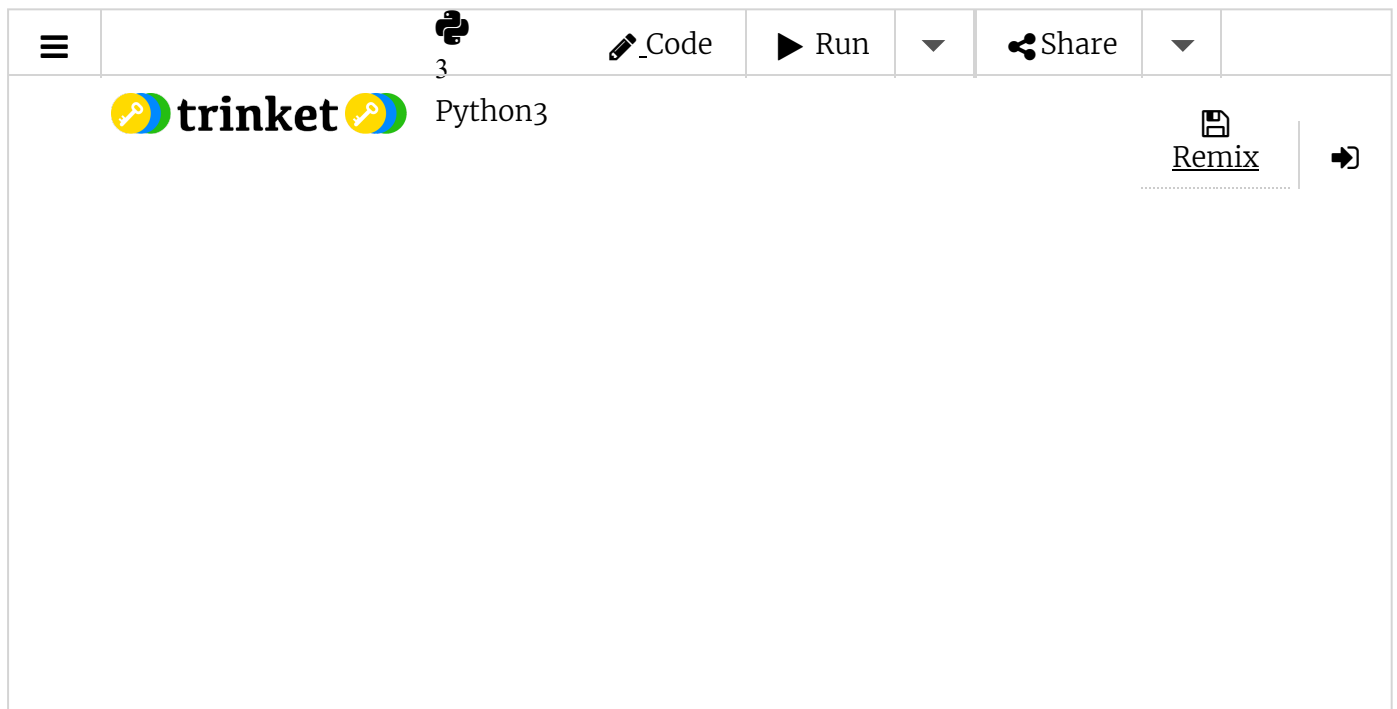 3
Code
Run
Share
trinket
Python3
Remix